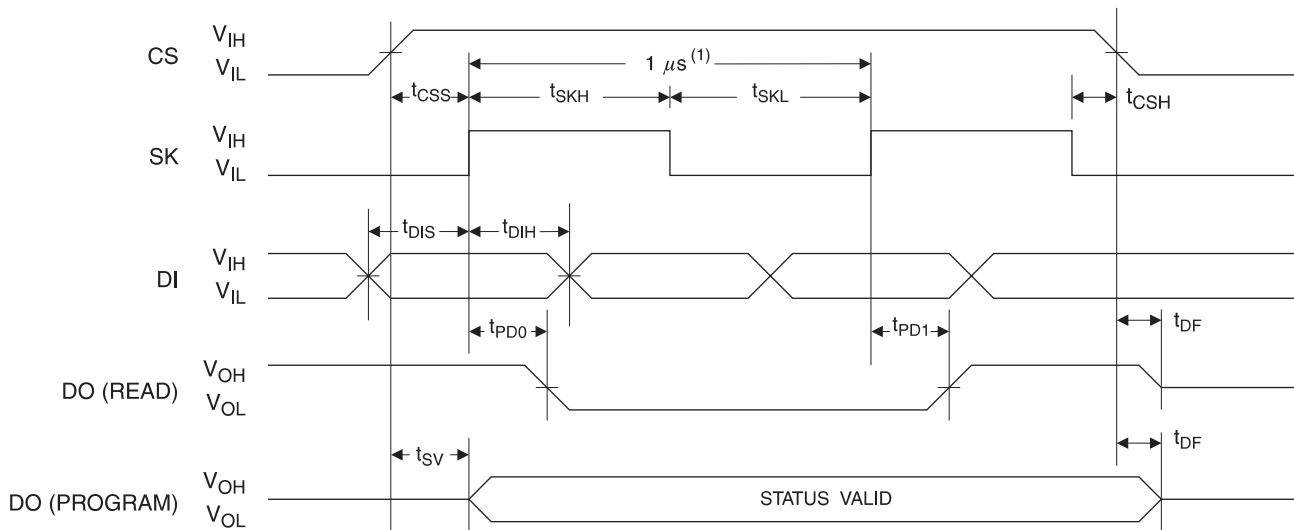 CS V_IH
V_IL
1 μs (1)
t_CSS t_SKH t_SKL t_CSH
SK V_IH
V_IL
t_DIS t_DIH
DI V_IH
V_IL
t_PD0 t_PD1 t_DF
DO (READ) V_OH
V_OL
t_SV t_DF
DO (PROGRAM) V_OH
V_OL
STATUS VALID